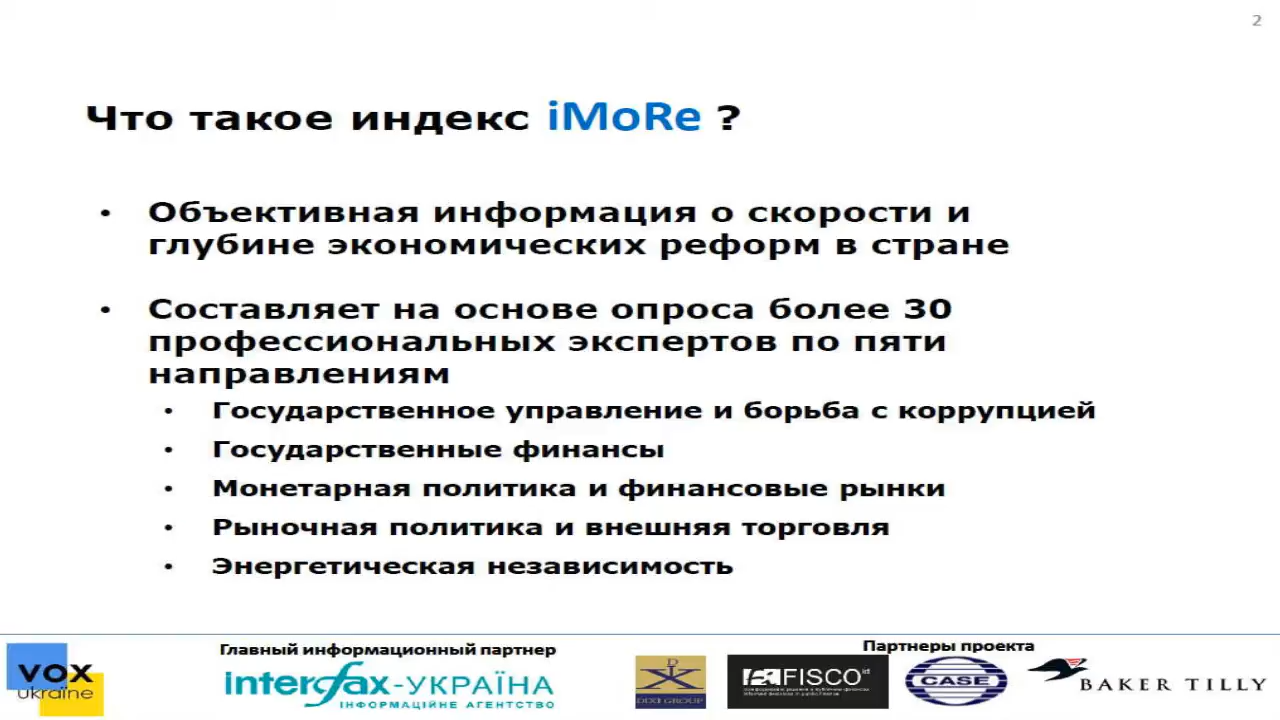 2
Что такое индекс iMoRe ?
• Объективная информация о скорости и
глубине экономических реформ в стране
• Составляет на основе опроса более 30
профессиональных экспертов по пяти
направлениям
• Государственное управление и борьба с коррупцией
• Государственные финансы
• Монетарная политика и финансовые рынки
• Рыночная политика и внешняя торговля
• Энергетическая независимость
Главный информационный партнер
Партнеры проекта
vox
ukraine
interfax-УКРАЇНА
ІНФОРМАЦІЙНЕ АГЕНТСТВО
DIXI GROUP
FISCO
CASE
BAKER TILLY